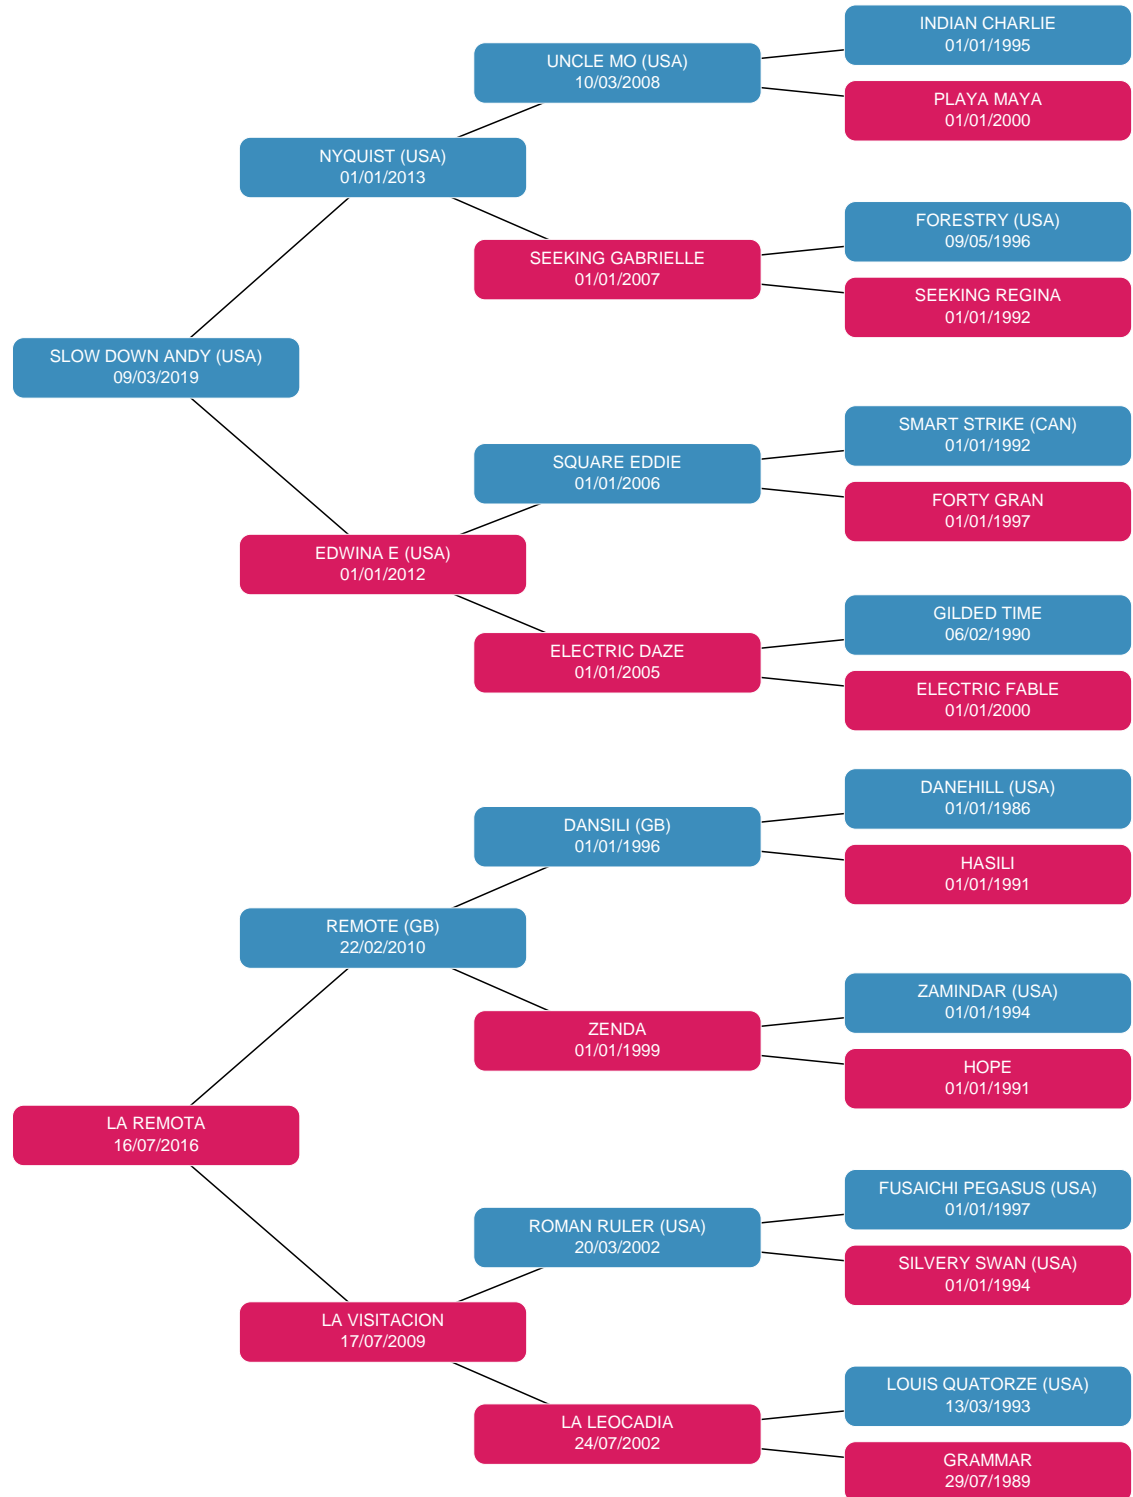 INDIAN CHARLIE
01/01/1995
UNCLE MO (USA)
10/03/2008
PLAYA MAYA
01/01/2000
NYQUIST (USA)
01/01/2013
FORESTRY (USA)
09/05/1996
SEEKING GABRIELLE
01/01/2007
SEEKING REGINA
01/01/1992
SLOW DOWN ANDY (USA)
09/03/2019
SMART STRIKE (CAN)
01/01/1992
SQUARE EDDIE
01/01/2006
FORTY GRAN
01/01/1997
EDWINA E (USA)
01/01/2012
GILDED TIME
06/02/1990
ELECTRIC DAZE
01/01/2005
ELECTRIC FABLE
01/01/2000
DANEHILL (USA)
01/01/1986
DANSILI (GB)
01/01/1996
HASILI
01/01/1991
REMOTE (GB)
22/02/2010
ZAMINDAR (USA)
01/01/1994
ZENDA
01/01/1999
HOPE
01/01/1991
LA REMOTA
16/07/2016
FUSAICHI PEGASUS (USA)
01/01/1997
ROMAN RULER (USA)
20/03/2002
SILVERY SWAN (USA)
01/01/1994
LA VISITACION
17/07/2009
LOUIS QUATORZE (USA)
13/03/1993
LA LEOCADIA
24/07/2002
GRAMMAR
29/07/1989